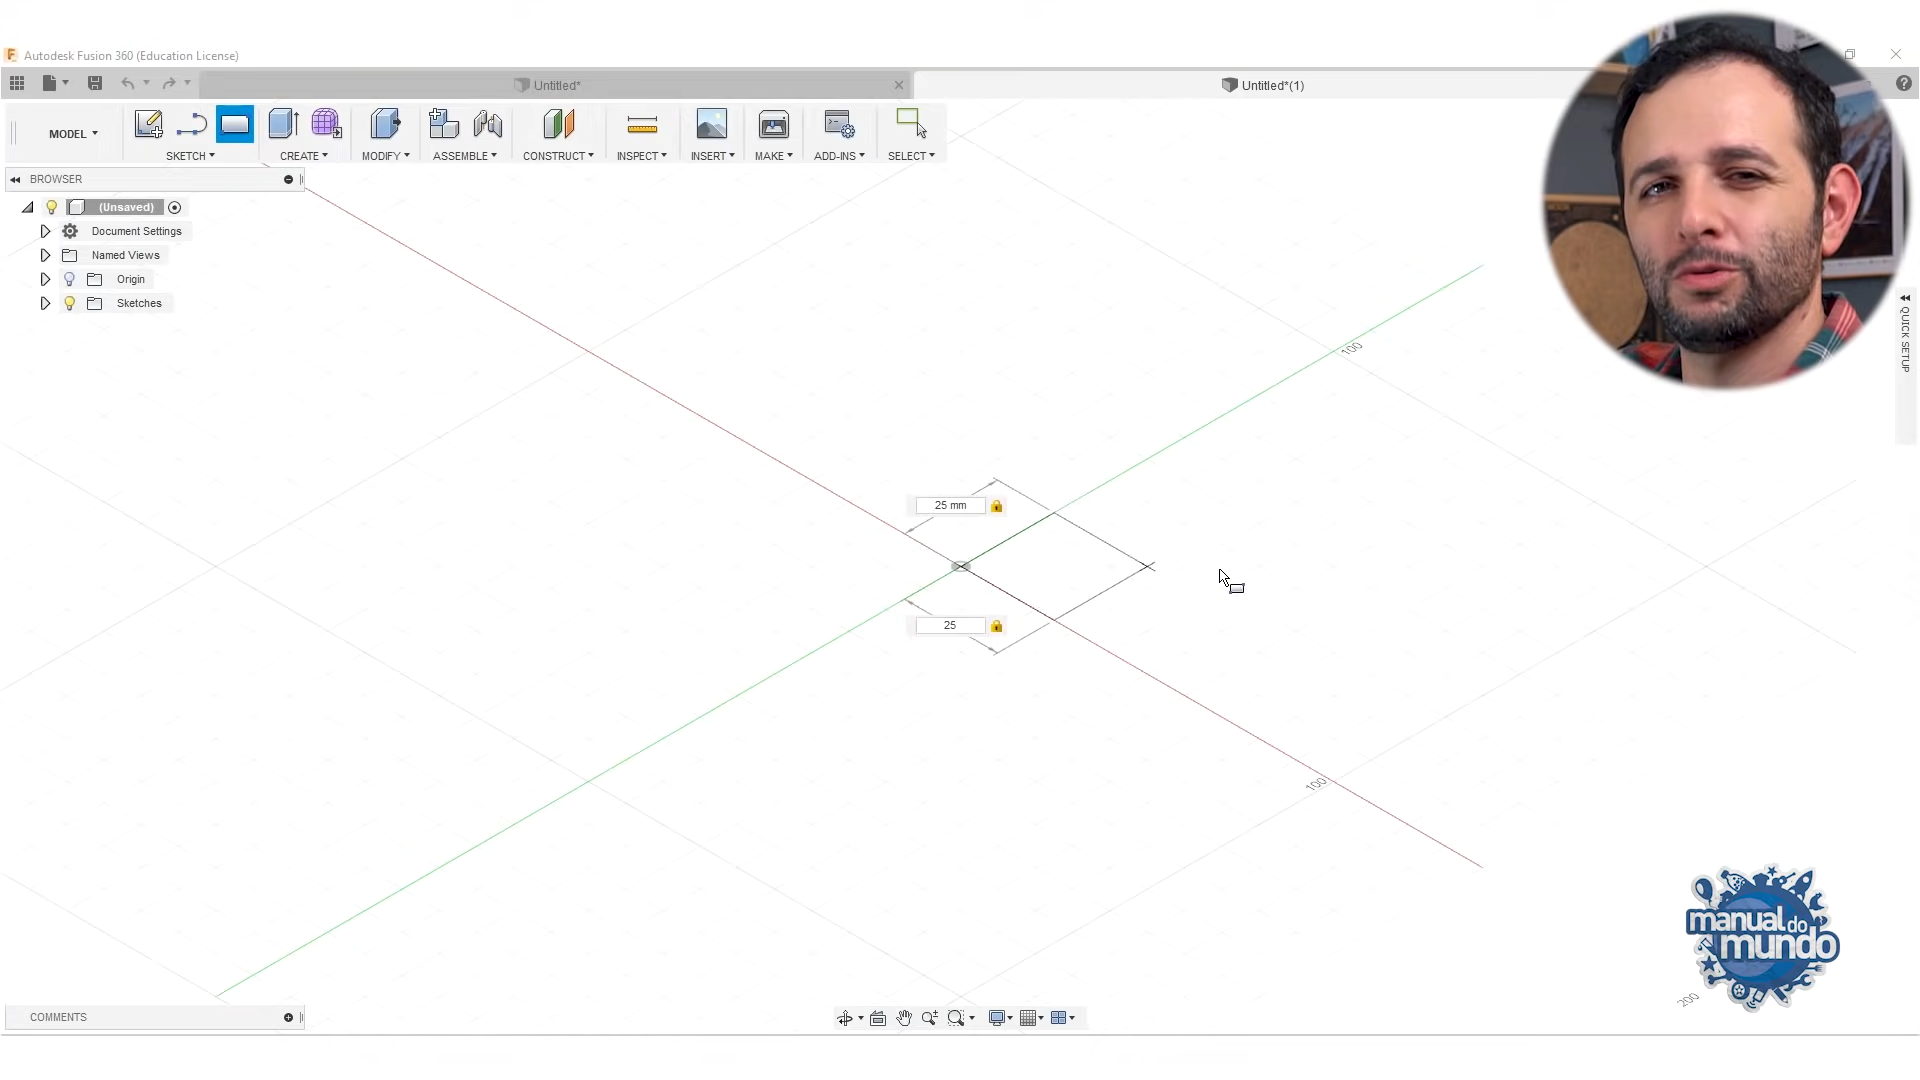 Autodesk Fusion 360 (Education License)
Untitled*
Untitled*(1)
MODEL
SKETCH
CREATE
MODIFY
ASSEMBLE
CONSTRUCT
INSPECT
INSERT
MAKE
ADD-INS
SELECT
BROWSER
(Unsaved)
Document Settings
Named Views
Origin
Sketches
QUICK SETUP
100
25 mm
25
100
200
manual do
mundo
COMMENTS